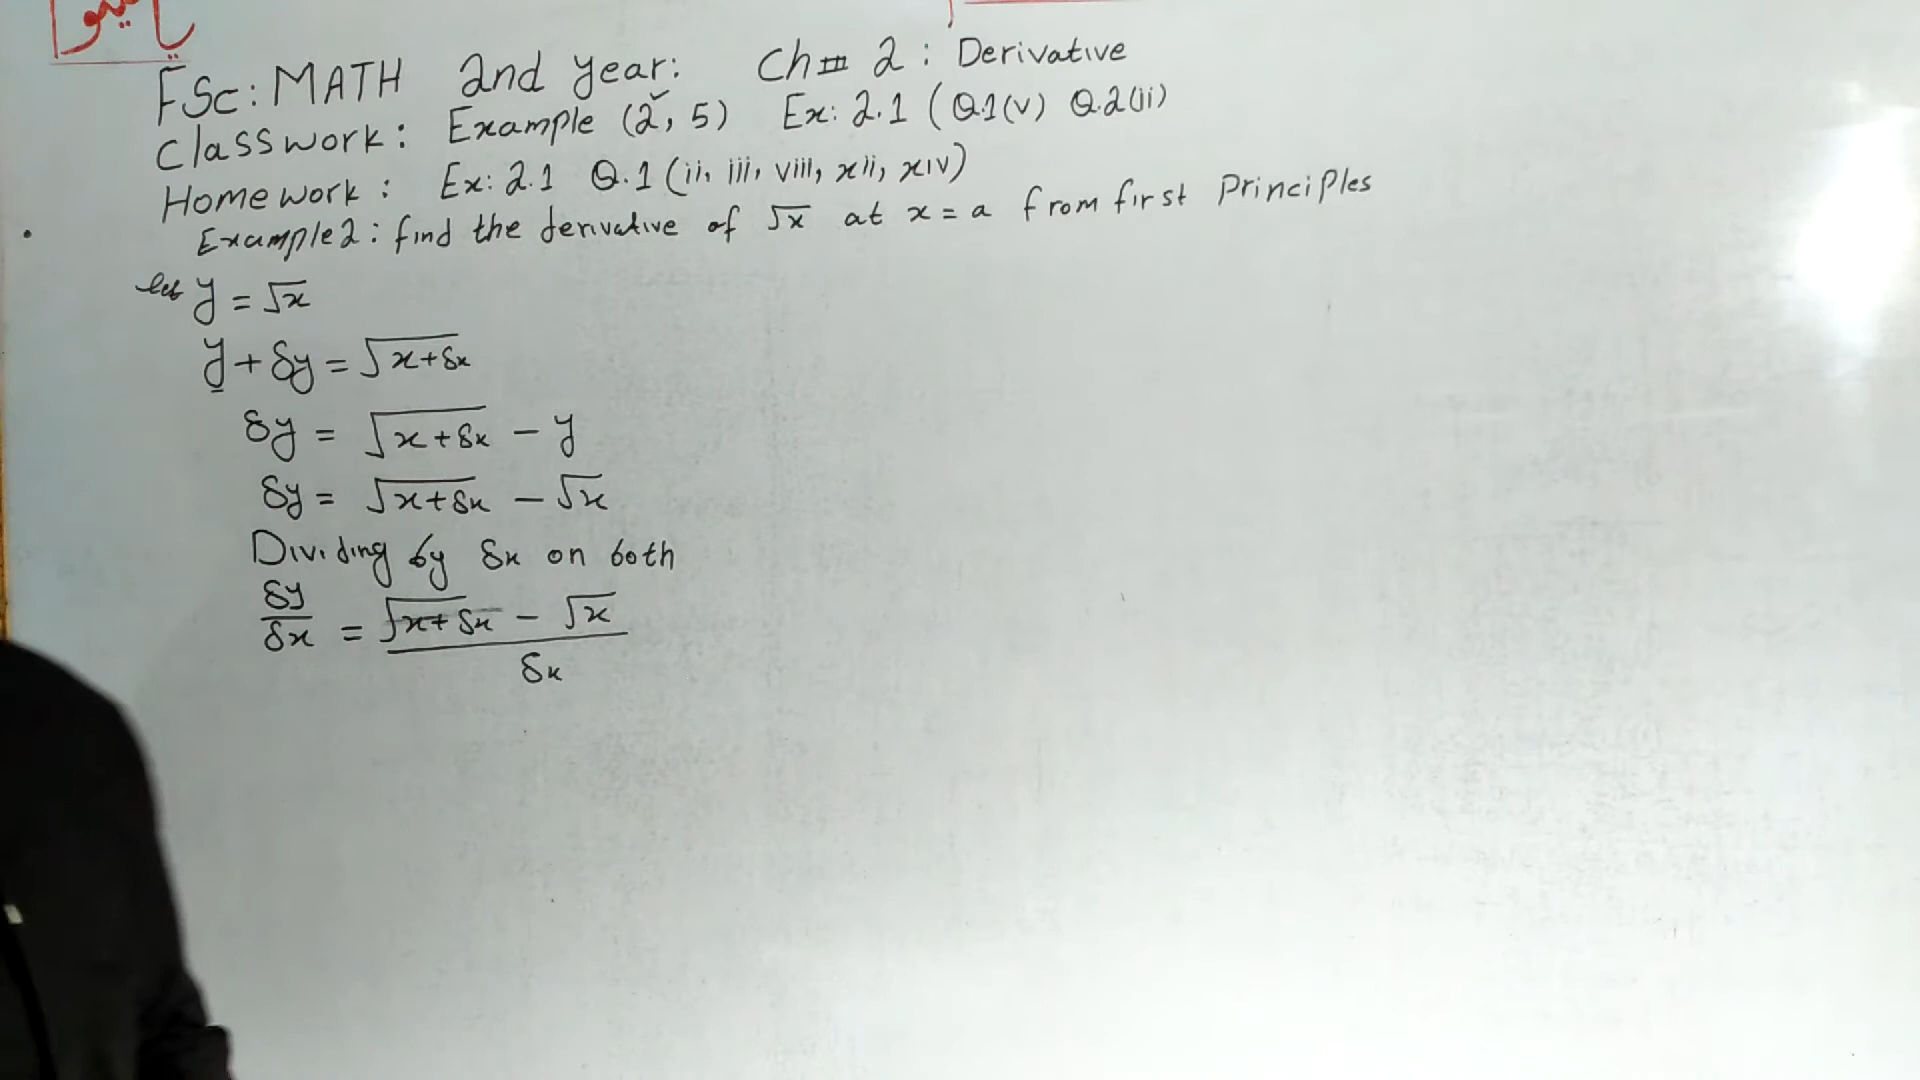 FSc: MATH 2nd year: Ch # 2: Derivative
Classwork: Example (2, 5) Ex: 2.1 (Q.1(v) Q.2(ii)
Homework: Ex: 2.1 Q.1 (ii, iii, viii, xii, xiv)
Example 2: find the derivative of √x at x = a from first Principles
let y = √x
y + δy = √(x+δx)
δy = √(x+δx) - y
δy = √(x+δx) - √x
Dividing by δx on both
δy/δx = (√(x+δx) - √x)/δx